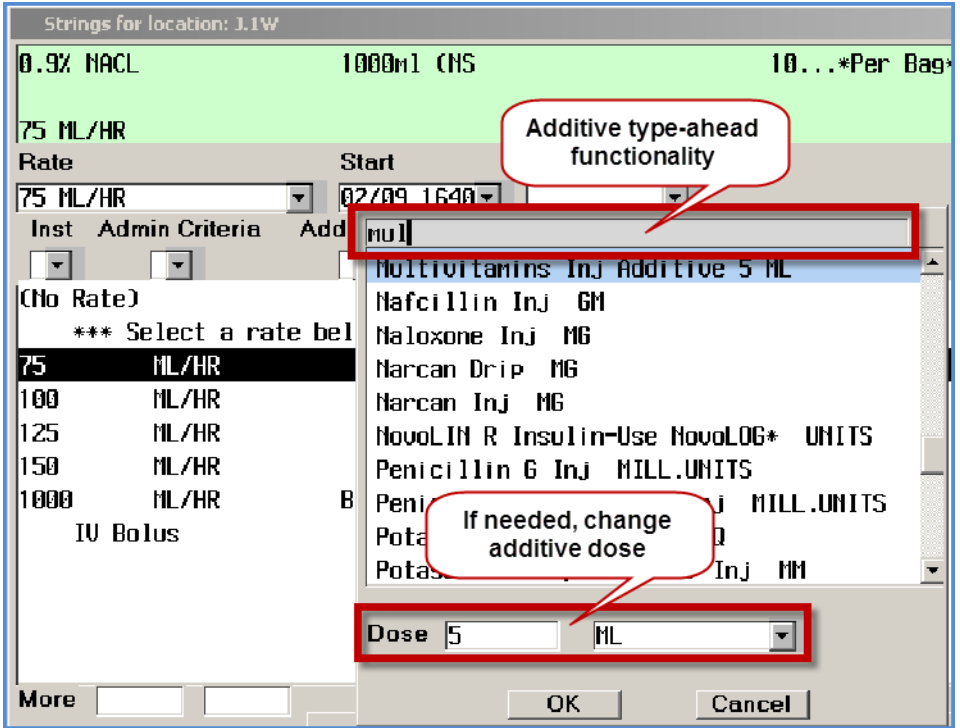 Strings for location: J.1W
0.9% NACL 1000ml (NS 10...*Per Bag*
75 ML/HR
Additive type-ahead
functionality
Rate Start
75 ML/HR 02/09 1640
Inst Admin Criteria Add
mul
Multivitamins Inj Additive 5 ML
Nafcillin Inj GM
Naloxone Inj MG
Narcan Drip MG
Narcan Inj MG
NovoLIN R Insulin-Use NovoLOG* UNITS
Penicillin G Inj MILL.UNITS
Peni j MILL.UNITS
Pota Q
Potas Inj MM
(No Rate)
*** Select a rate bel
75 ML/HR
100 ML/HR
125 ML/HR
150 ML/HR
1000 ML/HR B
IV Bolus
If needed, change
additive dose
Dose 5 ML
More
OK Cancel